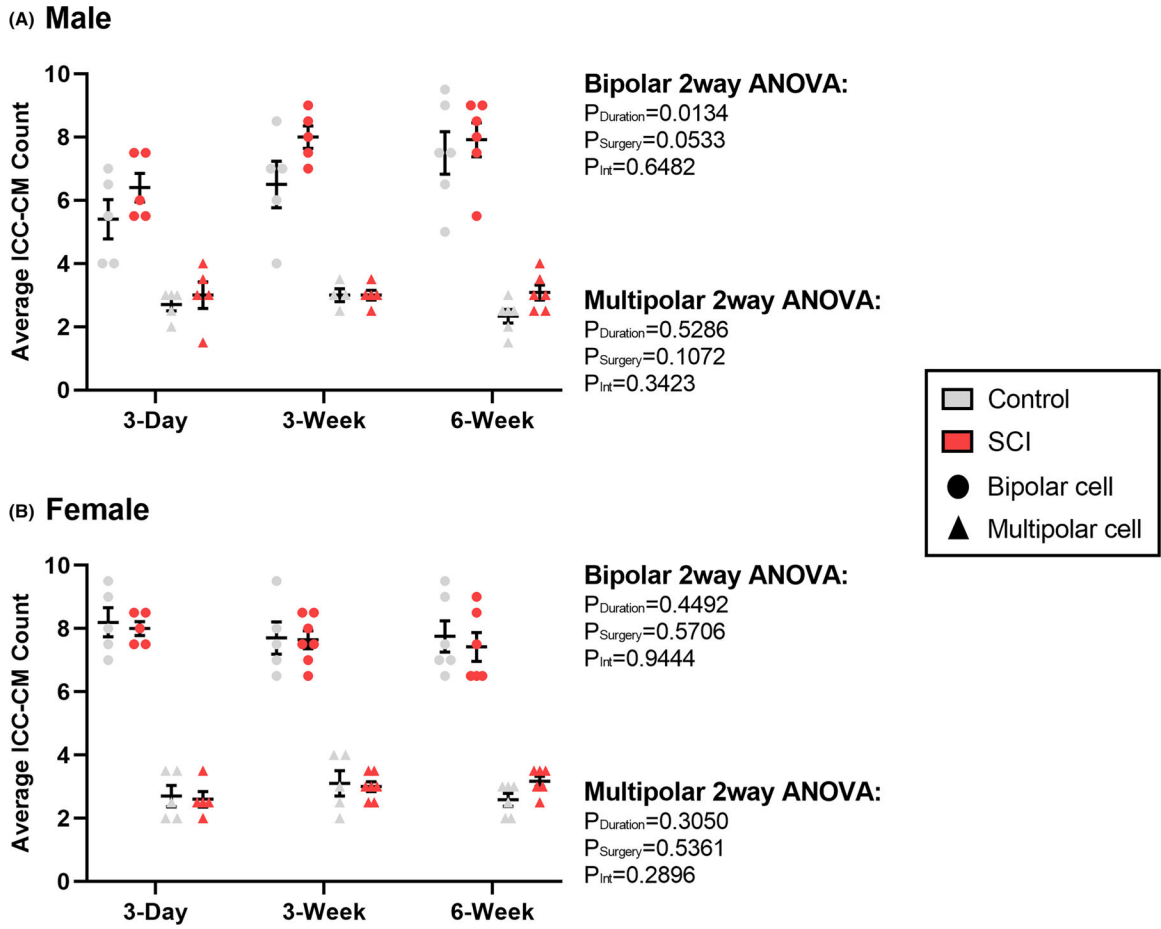 (A) Male
Average ICC-CM Count
10
8
6
4
2
0
3-Day
3-Week
6-Week
Bipolar 2way ANOVA:
PDuration=0.0134
PSurgery=0.0533
PInt=0.6482
Multipolar 2way ANOVA:
PDuration=0.5286
PSurgery=0.1072
PInt=0.3423
Control
SCI
Bipolar cell
Multipolar cell
(B) Female
Average ICC-CM Count
10
8
6
4
2
0
3-Day
3-Week
6-Week
Bipolar 2way ANOVA:
PDuration=0.4492
PSurgery=0.5706
PInt=0.9444
Multipolar 2way ANOVA:
PDuration=0.3050
PSurgery=0.5361
PInt=0.2896